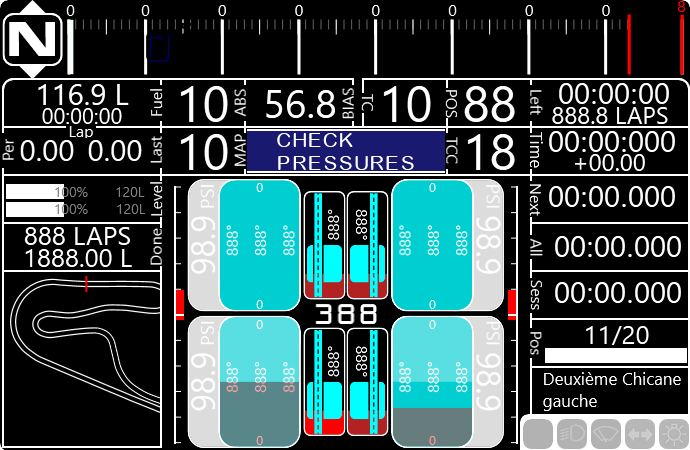 0 0 0 0 0 0 0 0 8
N
116.9 L
00:00:00
Fuel
10
ABS
56.8
BIAS
TC
10
POS
88
Left
00:00:00
888.8 LAPS
Lap
Per
0.00 0.00
Last
10
MAP
CHECK
PRESSURES
TCC
18
Time
00:00:000
+00.00
100% 120L
100% 120L
Level
888 LAPS
1888.00 L
Done
98.9 PSI
0
888° 888° 888°
0
888°
888°
0
888° 888° 888°
0
PSI 98.9
388
98.9 PSI
0
888° 888° 888°
0
888°
888°
0
888° 888° 888°
0
PSI 98.9
Next
00:00.000
All
00:00.000
Sess
00:00.000
Pos
11/20
Deuxième Chicane
gauche